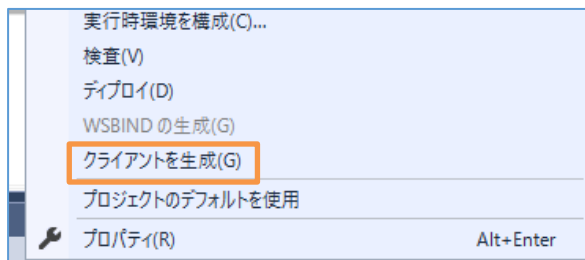 実行時環境を構成(C)...
検査(V)
ディプロイ(D)
WSBIND の生成(G)
クライアントを生成(G)
プロジェクトのデフォルトを使用
プロパティ(R) Alt+Enter